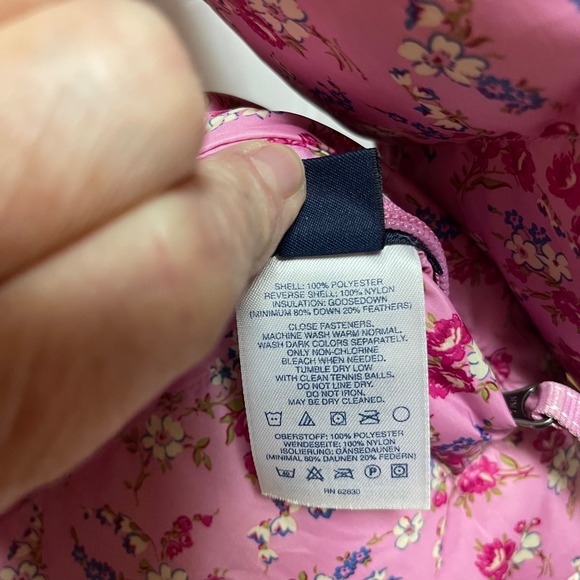 SHELL: 100% POLYESTER
REVERSE SHELL: 100% NYLON
INSULATION: GOOSEDOWN
(MINIMUM 80% DOWN 20% FEATHERS)
CLOSE FASTENERS.
MACHINE WASH WARM NORMAL.
WASH DARK COLORS SEPARATELY.
ONLY NON-CHLORINE
BLEACH WHEN NEEDED.
TUMBLE DRY LOW
WITH CLEAN TENNIS BALLS.
DO NOT LINE DRY.
DO NOT IRON.
MAY BE DRY CLEANED.
OBERSTOFF: 100% POLYESTER
WENDESEITE: 100% NYLON
ISOLIERUNG: GÄNSEDAUNEN
(MINIMAL 80% DAUNEN 20% FEDERN)
RN 62830